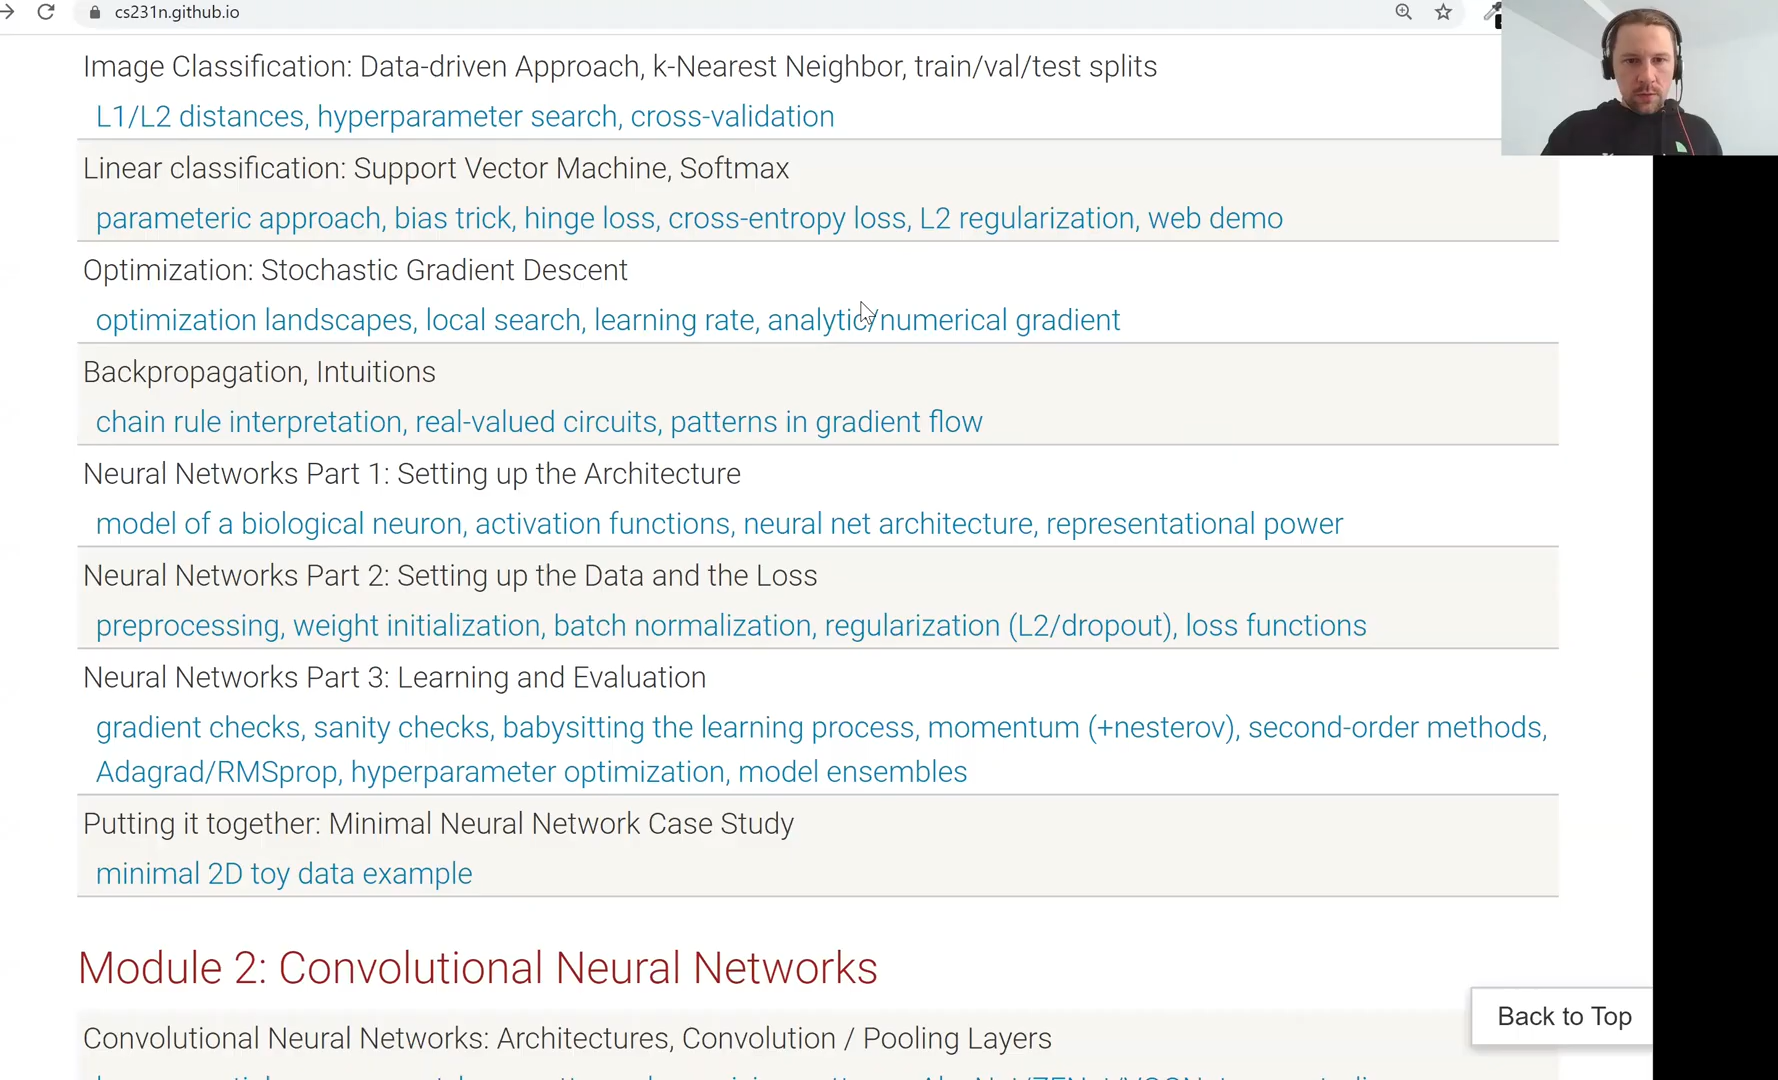 cs231n.github.io
Image Classification: Data-driven Approach, k-Nearest Neighbor, train/val/test splits
L1/L2 distances, hyperparameter search, cross-validation
Linear classification: Support Vector Machine, Softmax
parameteric approach, bias trick, hinge loss, cross-entropy loss, L2 regularization, web demo
Optimization: Stochastic Gradient Descent
optimization landscapes, local search, learning rate, analytic/numerical gradient
Backpropagation, Intuitions
chain rule interpretation, real-valued circuits, patterns in gradient flow
Neural Networks Part 1: Setting up the Architecture
model of a biological neuron, activation functions, neural net architecture, representational power
Neural Networks Part 2: Setting up the Data and the Loss
preprocessing, weight initialization, batch normalization, regularization (L2/dropout), loss functions
Neural Networks Part 3: Learning and Evaluation
gradient checks, sanity checks, babysitting the learning process, momentum (+nesterov), second-order methods,
Adagrad/RMSprop, hyperparameter optimization, model ensembles
Putting it together: Minimal Neural Network Case Study
minimal 2D toy data example
Module 2: Convolutional Neural Networks
Back to Top
Convolutional Neural Networks: Architectures, Convolution / Pooling Layers